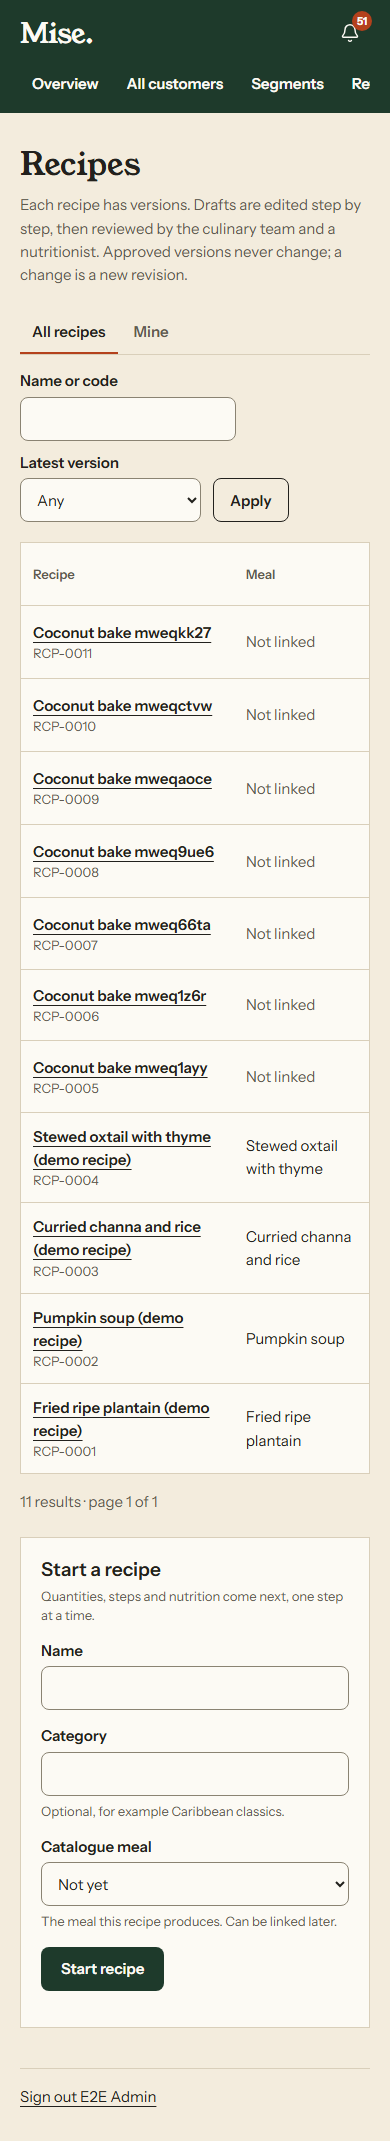 Mise.
51
Overview All customers Segments Re
Recipes
Each recipe has versions. Drafts are edited step by
step, then reviewed by the culinary team and a
nutritionist. Approved versions never change; a
change is a new revision.
All recipes Mine
Name or code
Latest version
Any Apply
Recipe Meal
Coconut bake mweqkk27
RCP-0011
Not linked
Coconut bake mweqctvw
RCP-0010
Not linked
Coconut bake mweqaoce
RCP-0009
Not linked
Coconut bake mweq9ue6
RCP-0008
Not linked
Coconut bake mweq66ta
RCP-0007
Not linked
Coconut bake mweq1z6r
RCP-0006
Not linked
Coconut bake mweq1ayy
RCP-0005
Not linked
Stewed oxtail with thyme
(demo recipe)
RCP-0004
Stewed oxtail
with thyme
Curried channa and rice
(demo recipe)
RCP-0003
Curried channa
and rice
Pumpkin soup (demo
recipe)
RCP-0002
Pumpkin soup
Fried ripe plantain (demo
recipe)
RCP-0001
Fried ripe
plantain
11 results · page 1 of 1
Start a recipe
Quantities, steps and nutrition come next, one step
at a time.
Name
Category
Optional, for example Caribbean classics.
Catalogue meal
Not yet
The meal this recipe produces. Can be linked later.
Start recipe
Sign out E2E Admin